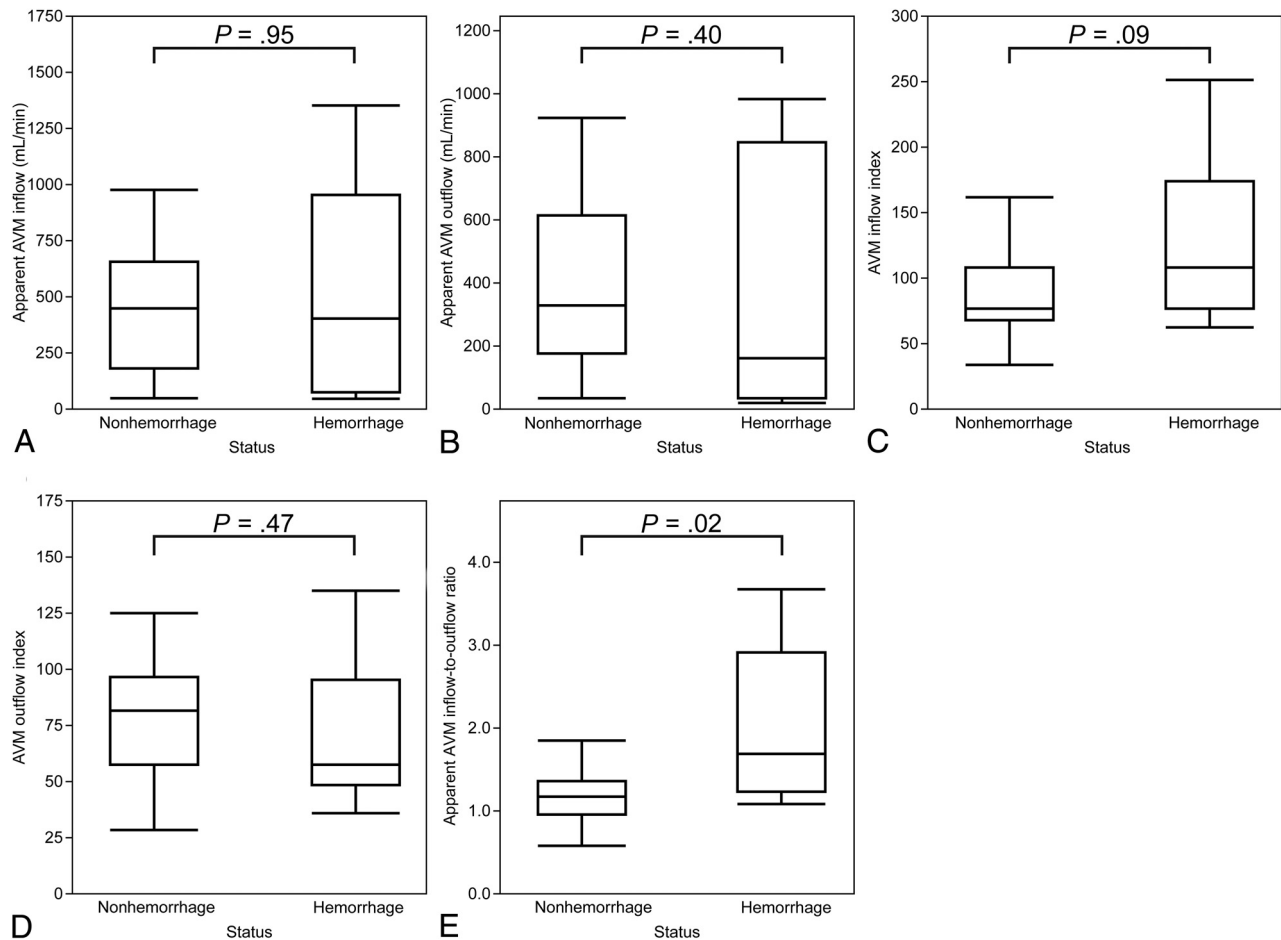 P = .95
Apparent AVM inflow (mL/min)
1750
1500
1250
1000
750
500
250
0
Nonhemorrhage Hemorrhage
Status
A
P = .40
Apparent AVM outflow (mL/min)
1200
1000
800
600
400
200
0
Nonhemorrhage Hemorrhage
Status
B
P = .09
AVM inflow index
300
250
200
150
100
50
0
Nonhemorrhage Hemorrhage
Status
C
P = .47
AVM outflow index
175
150
125
100
75
50
25
0
Nonhemorrhage Hemorrhage
Status
D
P = .02
Apparent AVM inflow-to-outflow ratio
4.0
3.0
2.0
1.0
0.0
Nonhemorrhage Hemorrhage
Status
E